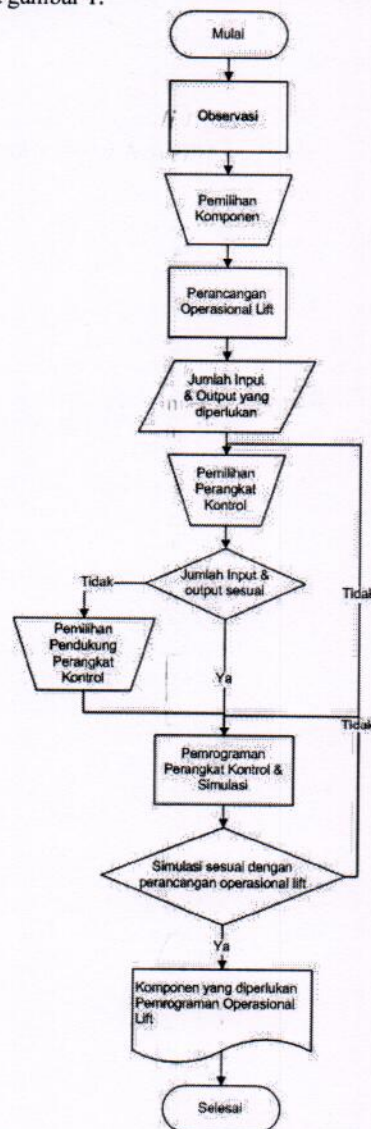 gambar 1.
Mulai
Observasi
Pemilihan
Komponen
Perancangan
Operasional Lift
Jumlah Input
& Output yang
diperlukan
Pemilihan
Perangkat
Kontrol
Jumlah Input &
output sesuai
Tidak
Tidak
Pemilihan
Pendukung
Perangkat
Kontrol
Ya
Tidak
Pemrograman
Perangkat Kontrol &
Simulasi
Simulasi sesuai dengan
perancangan operasional lift
Ya
Komponen yang diperlukan
Pemrograman Operasional
Lift
Selesai